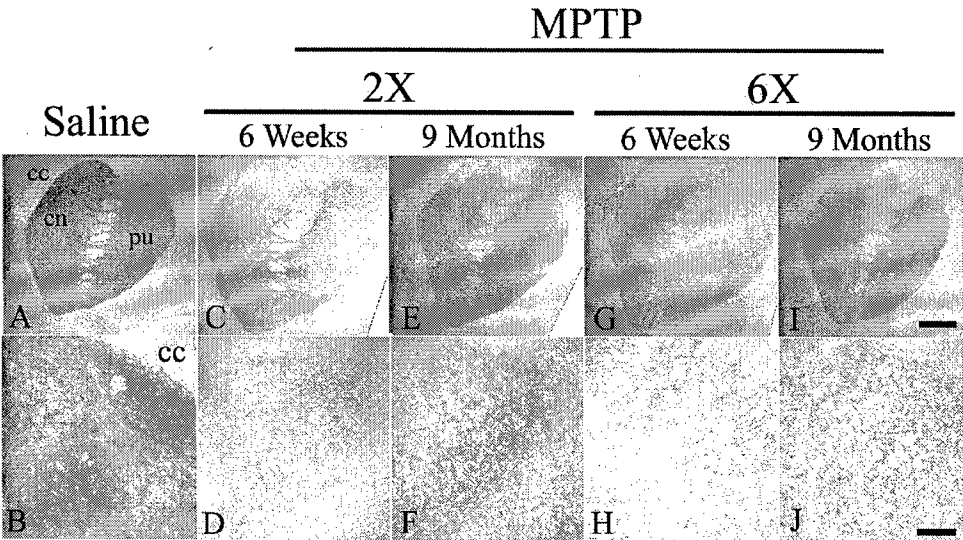 MPTP
2X
6X
Saline
6 Weeks
9 Months
6 Weeks
9 Months
cc
cn
pu
A
C
E
G
I
cc
B
D
F
H
J